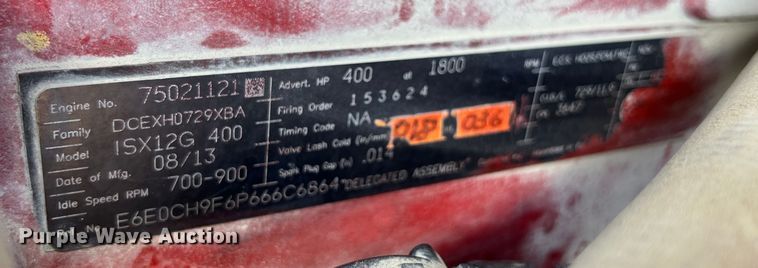 Engine No. 75021121
Family DCEXH0729XBA
Model ISX12G 400
Date of Mfg. 08/13
Idle Speed RPM 700-900
No. E6E0CH9F6P666C6864 "DELEGATED ASSEMBLY"
Advert. HP 400 at 1800 RPM
Firing Order 153624
Timing Code NA
Valve Lash Cold (in/mm)
Spark Plug Gap (in) .014
Purple Wave Auction